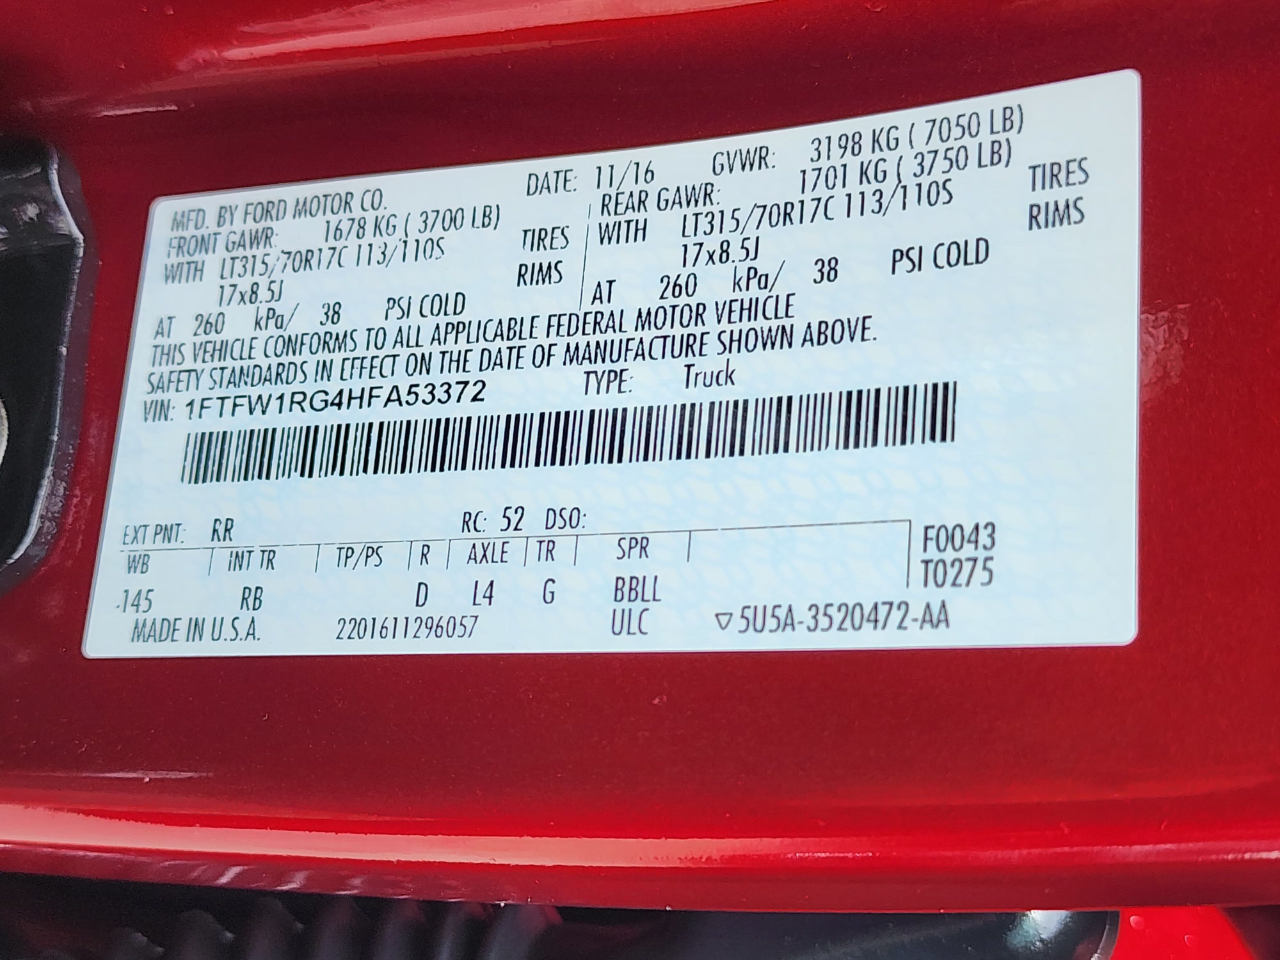 MFD. BY FORD MOTOR CO. DATE: 11/16 GVWR: 3198 KG ( 7050 LB)
FRONT GAWR: 1678 KG ( 3700 LB) REAR GAWR: 1701 KG ( 3750 LB)
WITH LT315/70R17C 113/110S TIRES WITH LT315/70R17C 113/110S TIRES
17x8.5J RIMS 17x8.5J RIMS
AT 260 kPa/ 38 PSI COLD AT 260 kPa/ 38 PSI COLD
THIS VEHICLE CONFORMS TO ALL APPLICABLE FEDERAL MOTOR VEHICLE
SAFETY STANDARDS IN EFFECT ON THE DATE OF MANUFACTURE SHOWN ABOVE.
VIN: 1FTFW1RG4HFA53372 TYPE: Truck
EXT PNT: RR RC: 52 DSO:
WB INT TR TP/PS R AXLE TR SPR F0043
145 RB D L4 G BBLL T0275
MADE IN U.S.A. 2201611296057 ULC ▽5U5A-3520472-AA